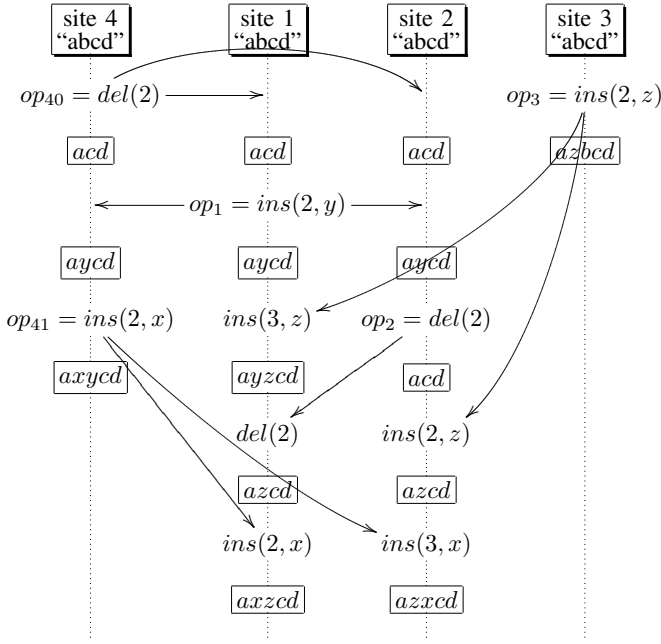 site 4 site 1 site 2 site 3
“abcd” “abcd” “abcd” “abcd”
op40 = del(2) op3 = ins(2, z)
acd acd acd azbcd
op1 = ins(2, y)
aycd aycd aycd
op41 = ins(2, x) ins(3, z) op2 = del(2)
axycd ayzcd acd
del(2) ins(2, z)
azcd azcd
ins(2, x) ins(3, x)
axzcd azxcd